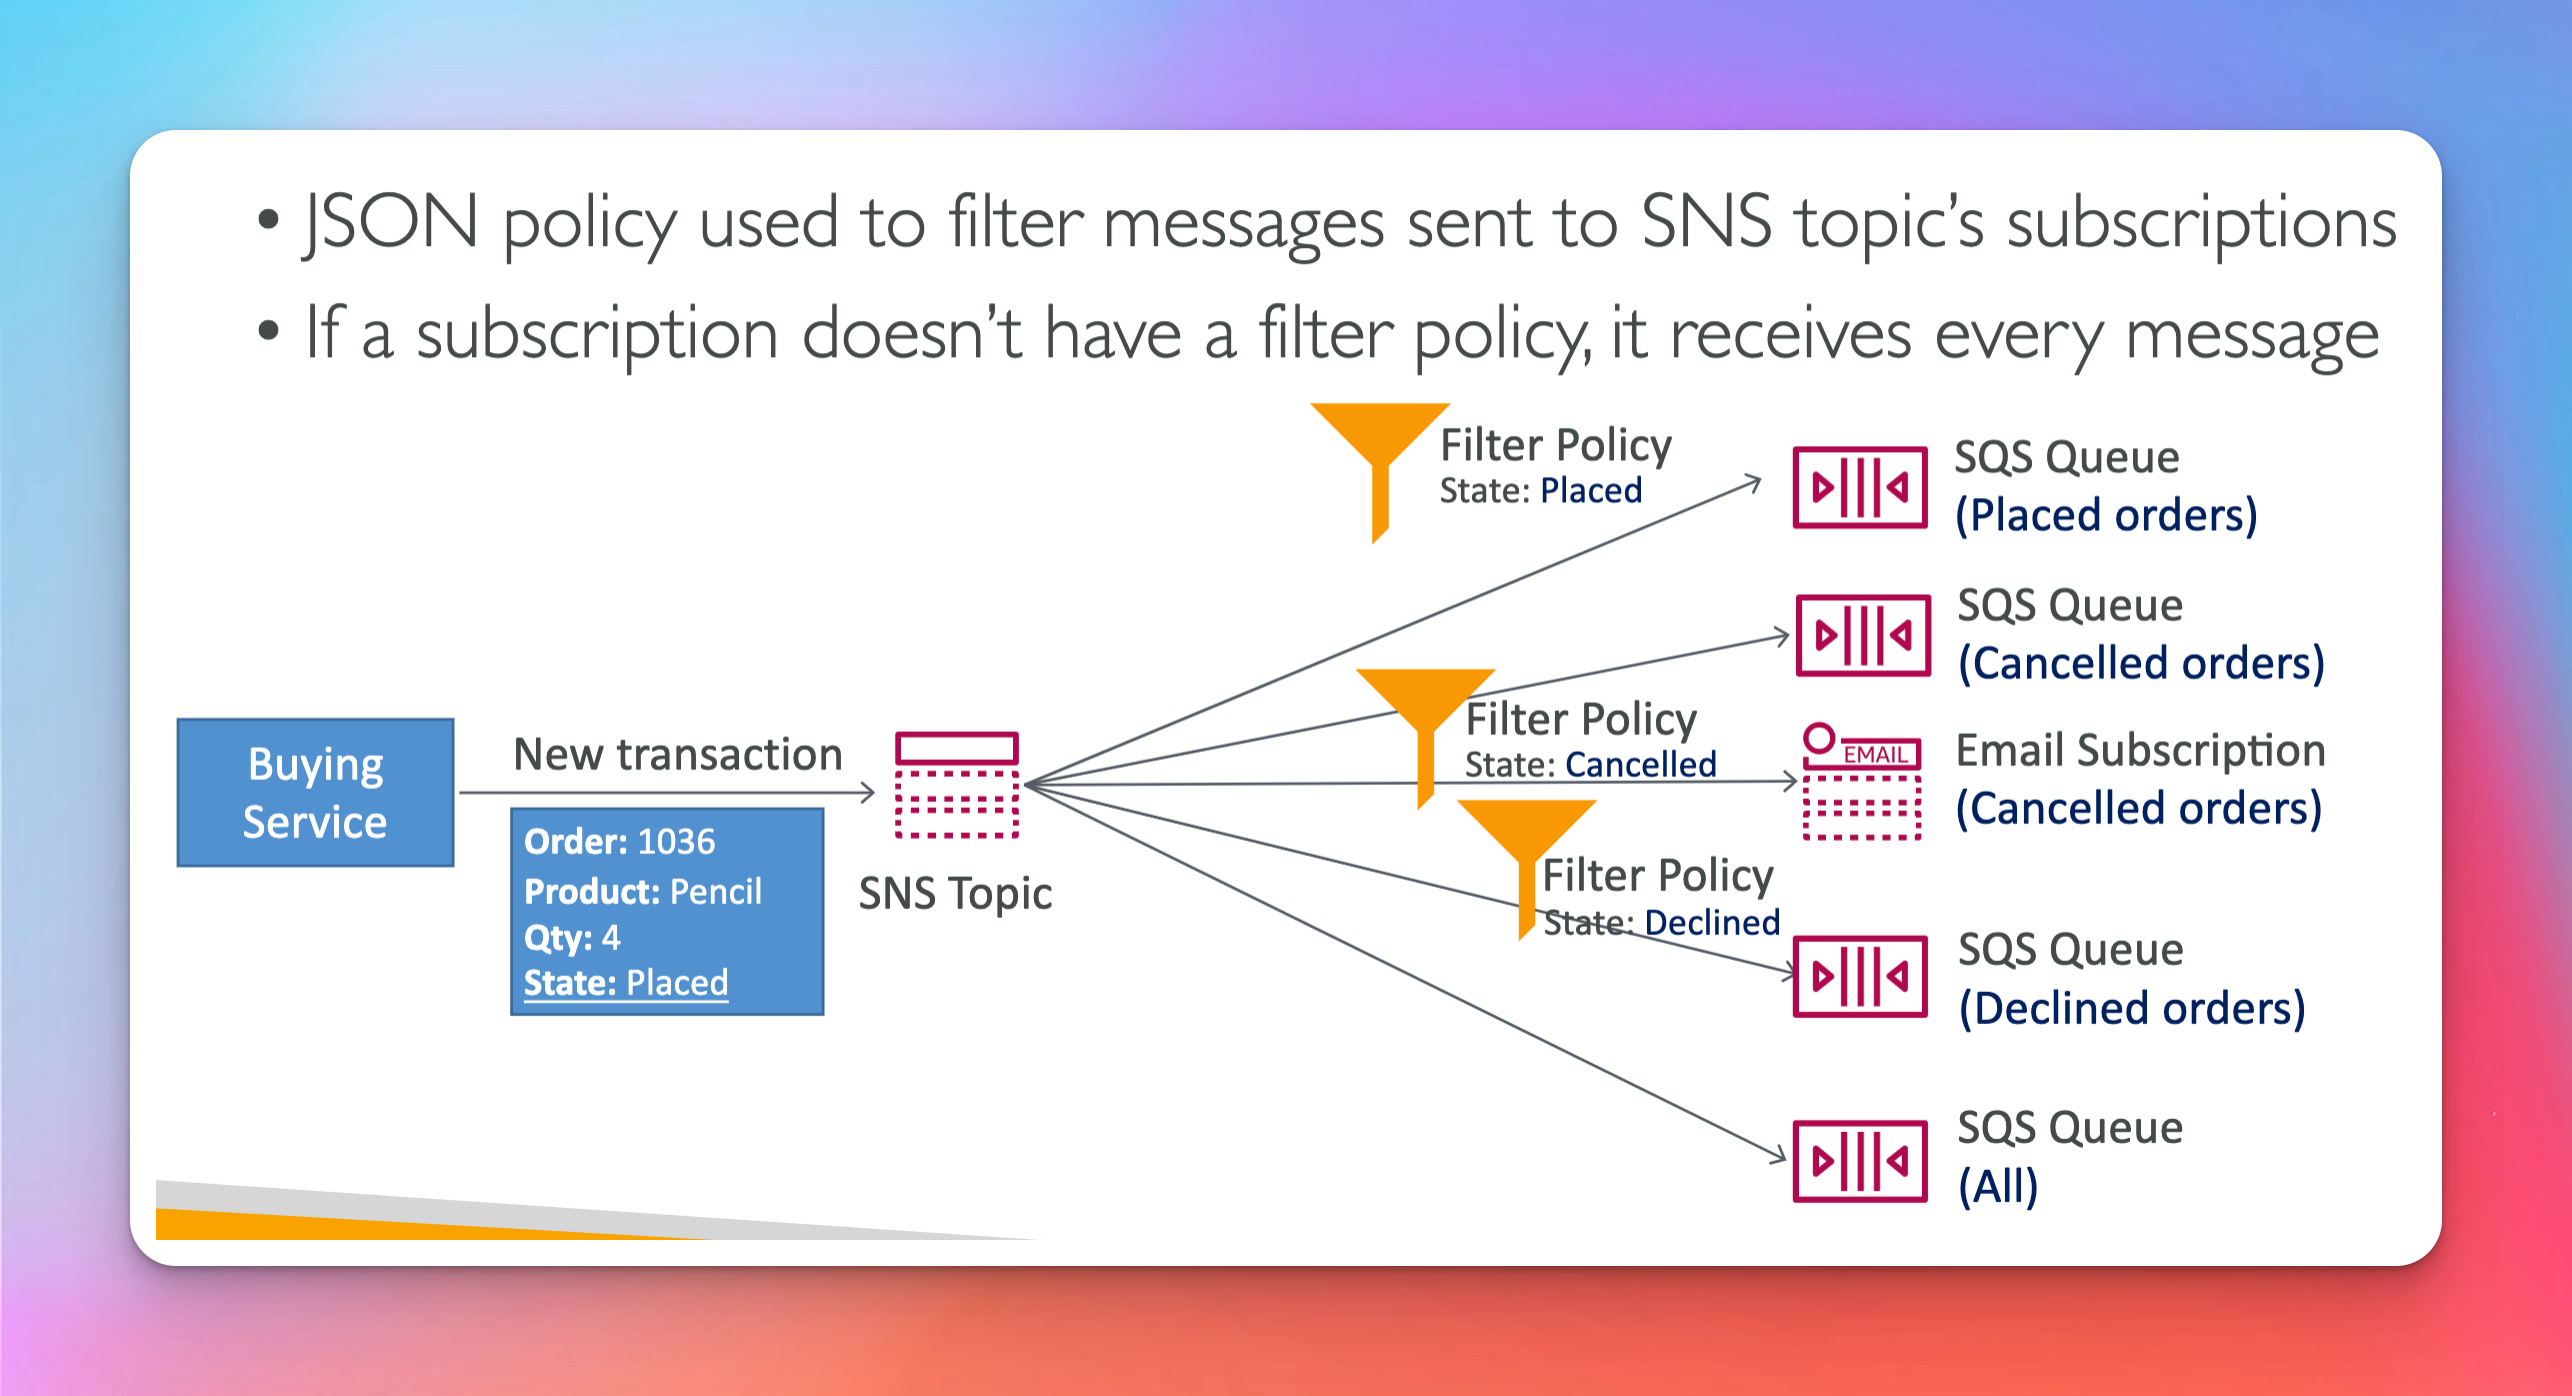 • JSON policy used to filter messages sent to SNS topic’s subscriptions
• If a subscription doesn’t have a filter policy, it receives every message
Filter Policy
State: Placed
SQS Queue
(Placed orders)
SQS Queue
(Cancelled orders)
Filter Policy
State: Cancelled
EMAIL
Email Subscription
(Cancelled orders)
Buying
Service
New transaction
Order: 1036
Product: Pencil
Qty: 4
State: Placed
SNS Topic
Filter Policy
State: Declined
SQS Queue
(Declined orders)
SQS Queue
(All)